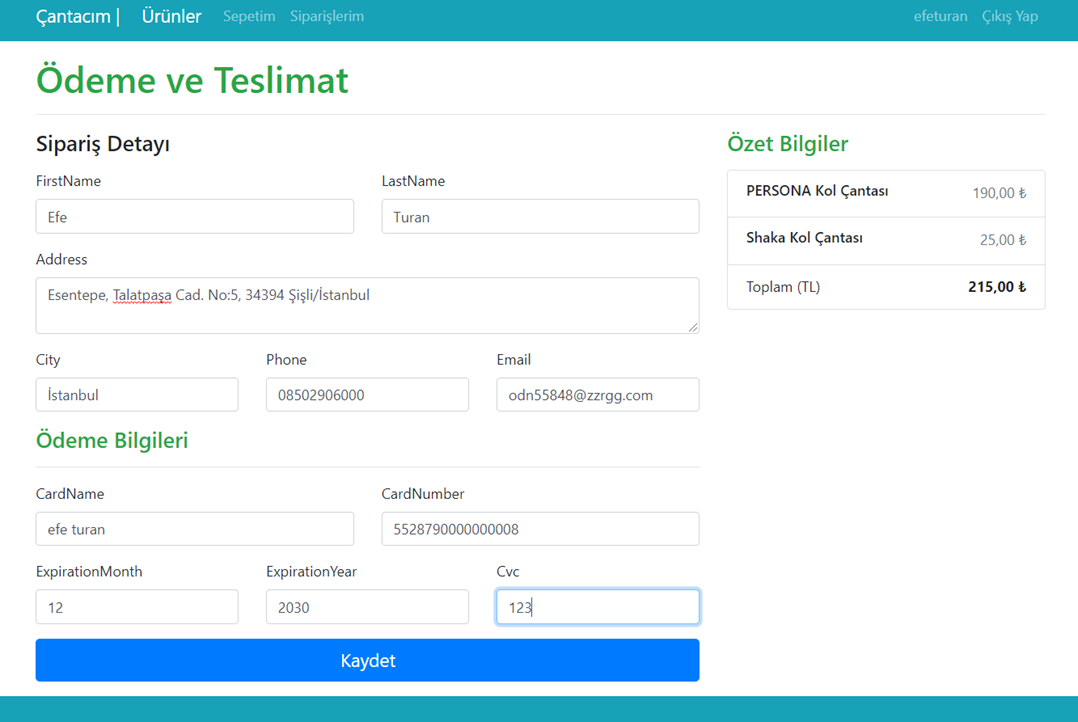 Çantacım | Ürünler Sepetim Siparişlerim efeturan Çıkış Yap
Ödeme ve Teslimat
Sipariş Detayı
FirstName LastName
Efe Turan
Address
Esentepe, Talatpaşa Cad. No:5, 34394 Şişli/İstanbul
City Phone Email
İstanbul 08502906000 odn55848@zzrgg.com
Ödeme Bilgileri
CardName CardNumber
efe turan 5528790000000008
ExpirationMonth ExpirationYear Cvc
12 2030 123
Kaydet
Özet Bilgiler
PERSONA Kol Çantası 190,00 ₺
Shaka Kol Çantası 25,00 ₺
Toplam (TL) 215,00 ₺